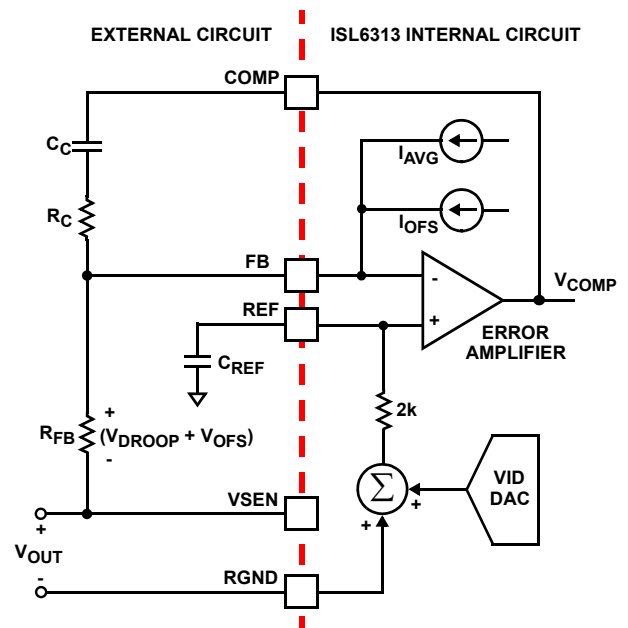 EXTERNAL CIRCUIT
ISL6313 INTERNAL CIRCUIT
COMP
CC
IAVG
RC
IOFS
FB
-
VCOMP
REF
+
ERROR
AMPLIFIER
CREF
2k
+
RFB
(VDROOP + VOFS)
-
VID
DAC
Σ
VSEN
+
+
+
VOUT
-
RGND